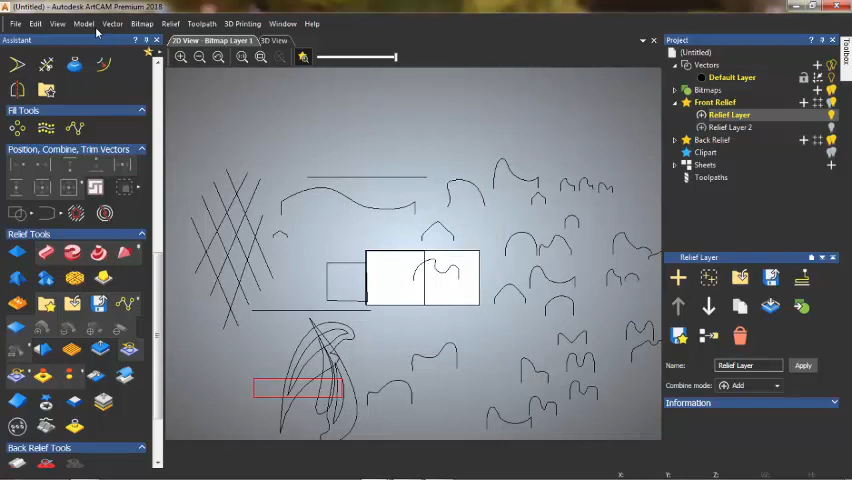 (Untitled) - Autodesk ArtCAM Premium 2018
File Edit View Model Vector Bitmap Relief Toolpath 3D Printing Window Help
Assistant ? 2D View - Bitmap Layer 1 3D View Project ? Toolbox
(Untitled)
Vectors
Default Layer
Bitmaps
Front Relief
Fill Tools
Relief Layer
Relief Layer 2
Position, Combine, Trim Vectors
Back Relief
Clipart
Sheets
Toolpaths
Relief Tools
Relief Layer ?
Name: Relief Layer Apply
Combine mode: Add
Information
Back Relief Tools
X: Y: Z: W: H: